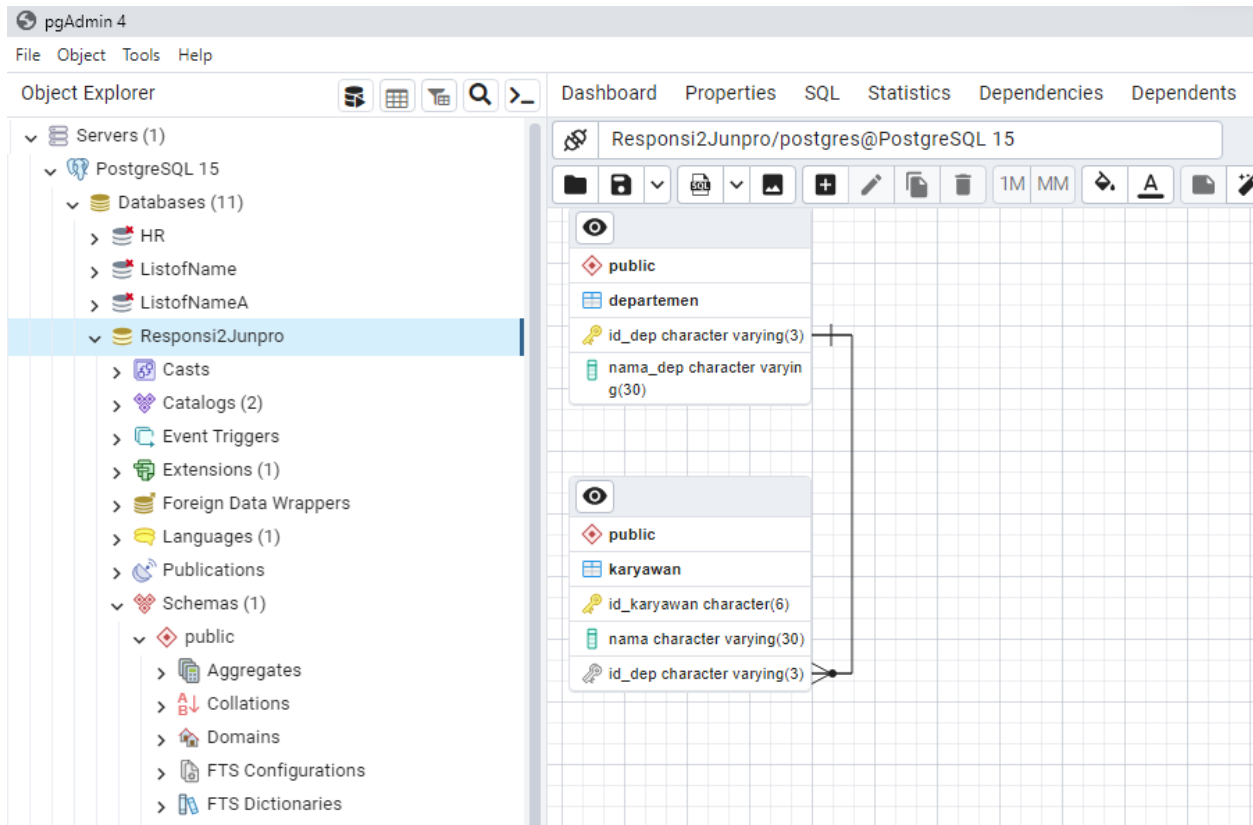 pgAdmin 4
File Object Tools Help
Object Explorer
Servers (1)
PostgreSQL 15
Databases (11)
HR
ListofName
ListofNameA
Responsi2Junpro
Casts
Catalogs (2)
Event Triggers
Extensions (1)
Foreign Data Wrappers
Languages (1)
Publications
Schemas (1)
public
Aggregates
Collations
Domains
FTS Configurations
FTS Dictionaries
Dashboard Properties SQL Statistics Dependencies Dependents
Responsi2Junpro/postgres@PostgreSQL 15
SQL 1M MM A
public
departemen
id_dep character varying(3)
nama_dep character varyin
g(30)
public
karyawan
id_karyawan character(6)
nama character varying(30)
id_dep character varying(3)